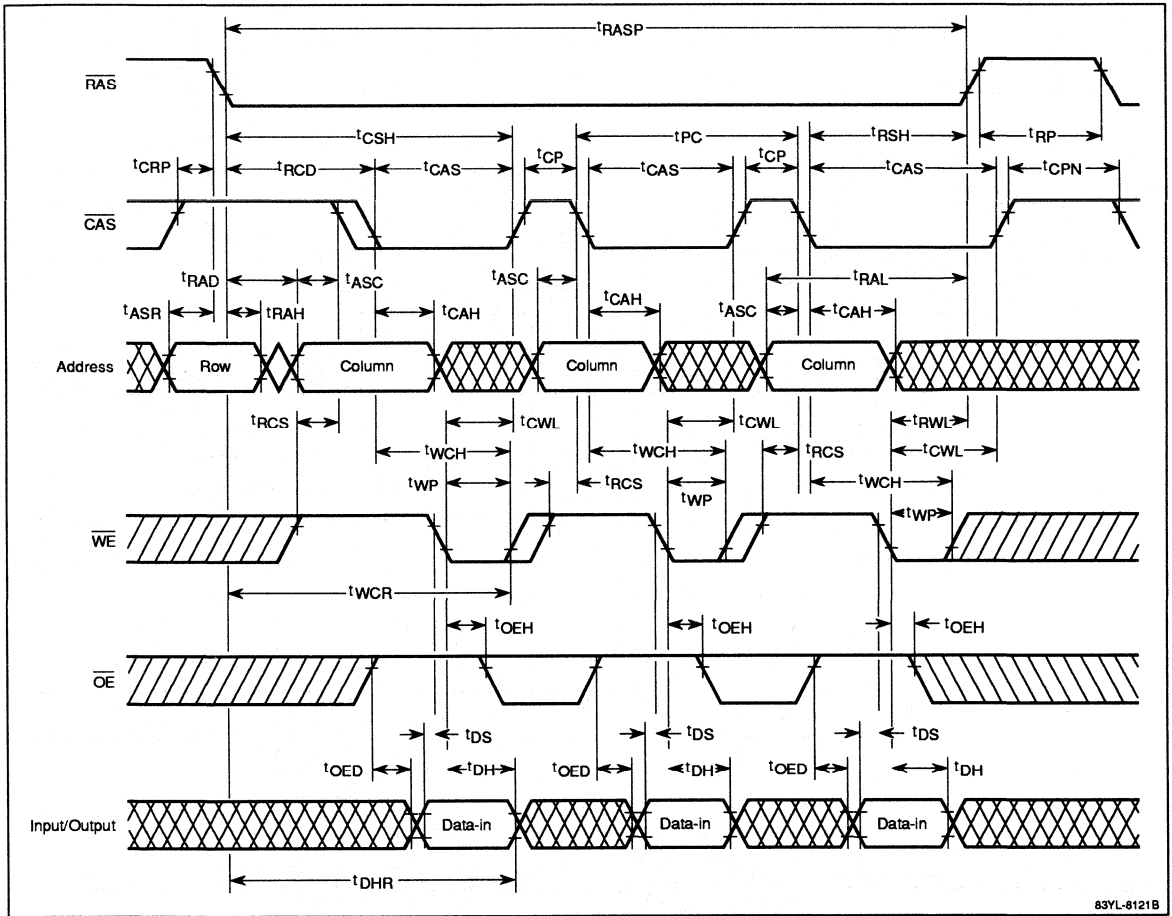 tRASP
RAS
tCSH tPC tRSH tRP
tCRP tRCD tCAS tCP tCAS tCP tCAS tCPN
CAS
tRAD tASC tASC tRAL
tASR tRAH tCAH tCAH tASC tCAH
Address Row Column Column Column
tRCS tCWL tCWL tRWL
tWCH tWCH tRCS tCWL
tWP tRCS tWP tWCH
tWP
WE
tWCR
tOEH tOEH tOEH
OE
tDS tDS tDS
tOED tDH tOED tDH tOED tDH
Input/Output Data-in Data-in Data-in
tDHR
83YL-8121B